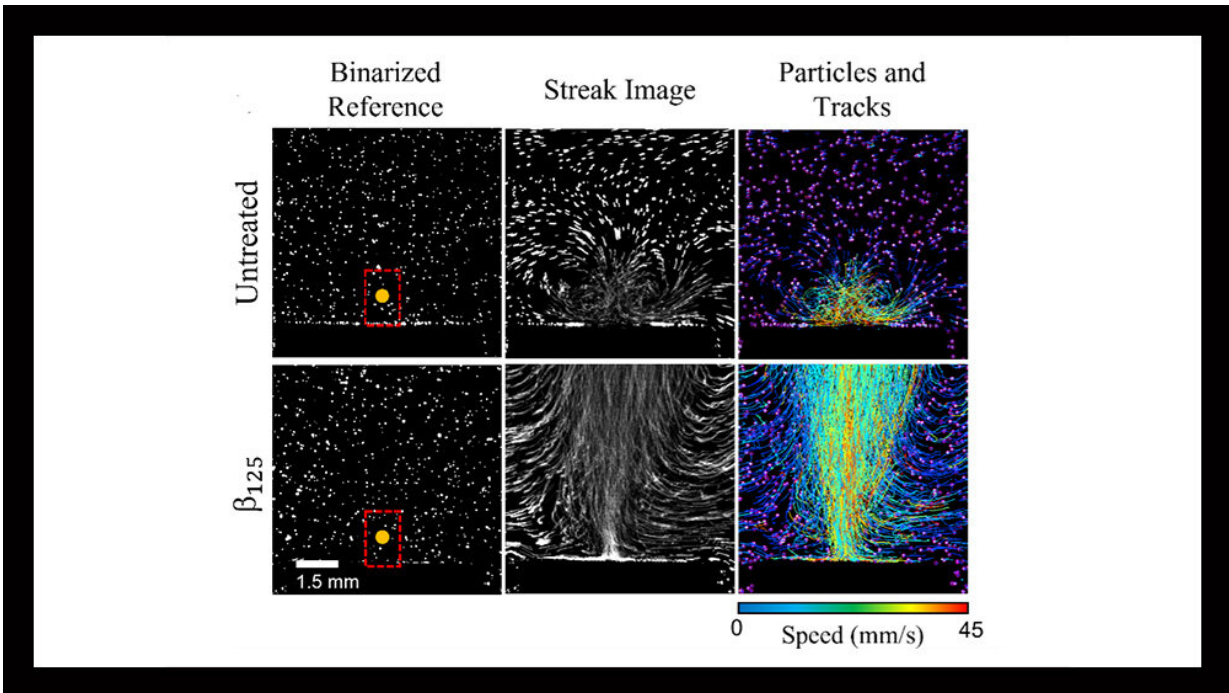 Binarized
Reference
Streak Image
Particles and
Tracks
Untreated
β₁₂₅
1.5 mm
0
Speed (mm/s)
45